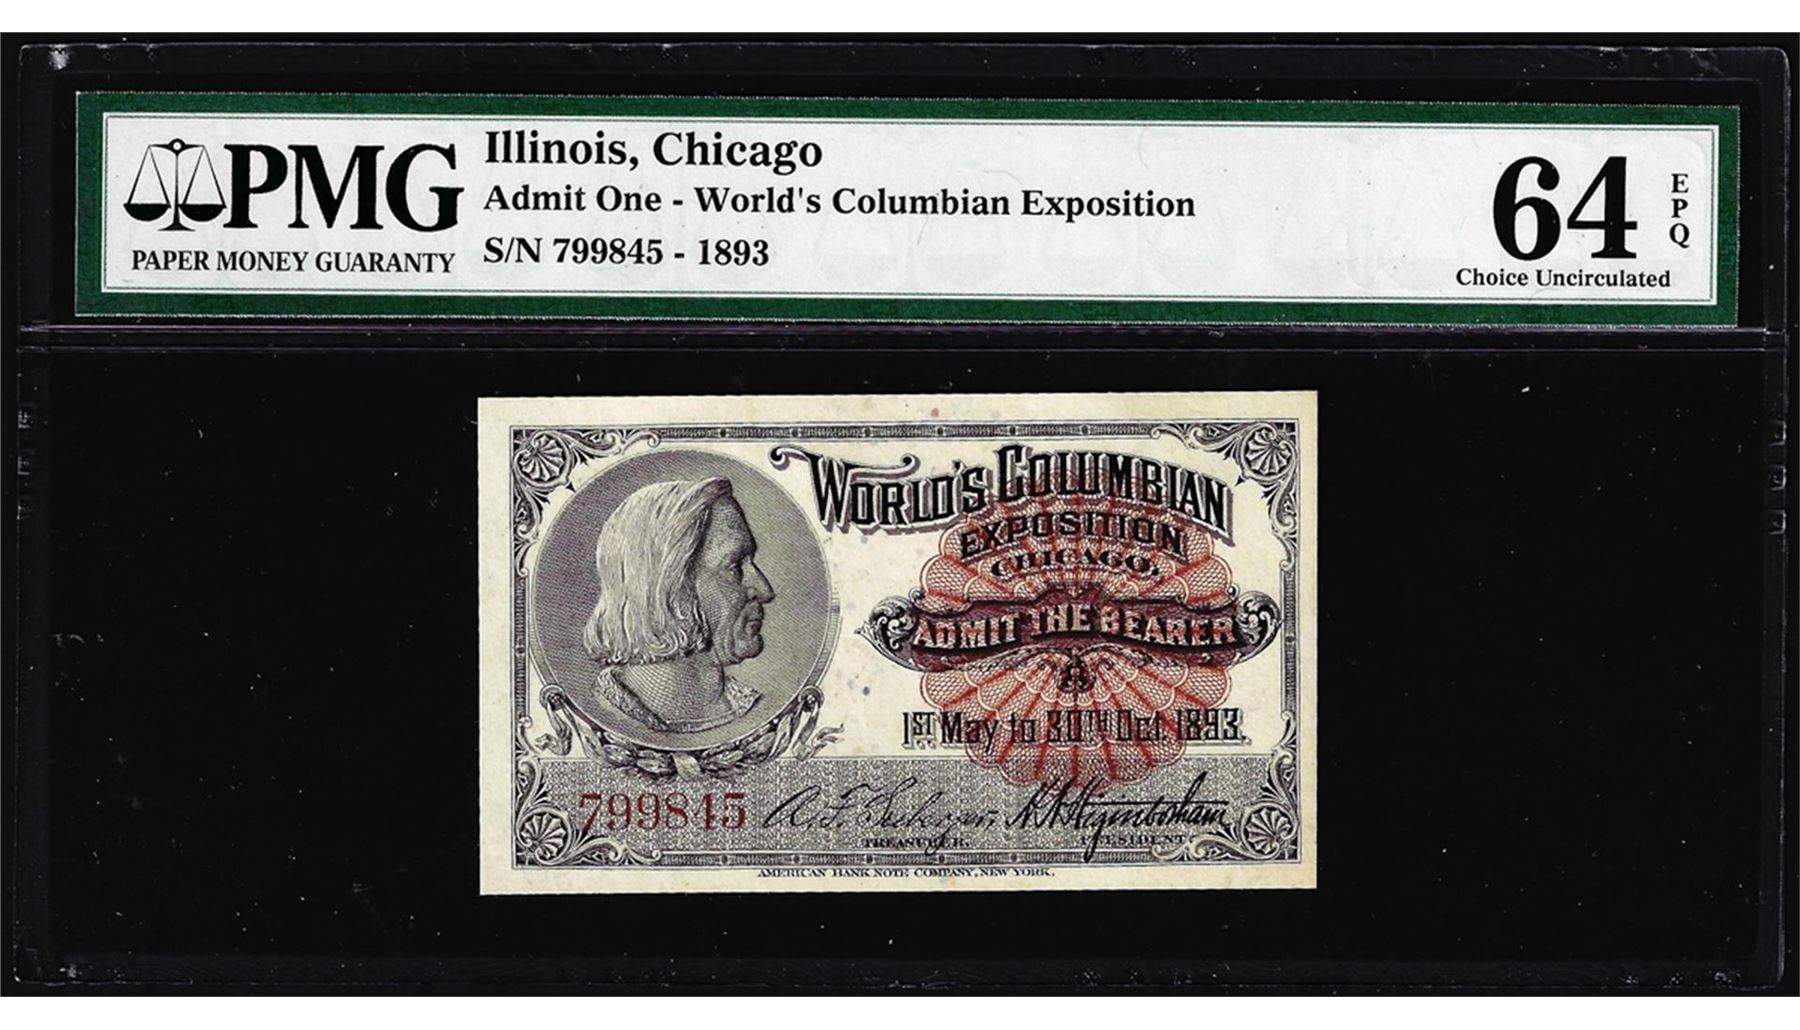 PMG
PAPER MONEY GUARANTY
Illinois, Chicago
Admit One - World's Columbian Exposition
S/N 799845 - 1893
64
EPQ
Choice Uncirculated
WORLD'S COLUMBIAN
EXPOSITION
CHICAGO,
ADMIT THE BEARER
A
1ST May to 30TH Oct. 1893.
799845
A. F. Seeberger,
TREASURER.
H. N. Higinbotham
PRESIDENT
AMERICAN BANK NOTE COMPANY, NEW YORK.